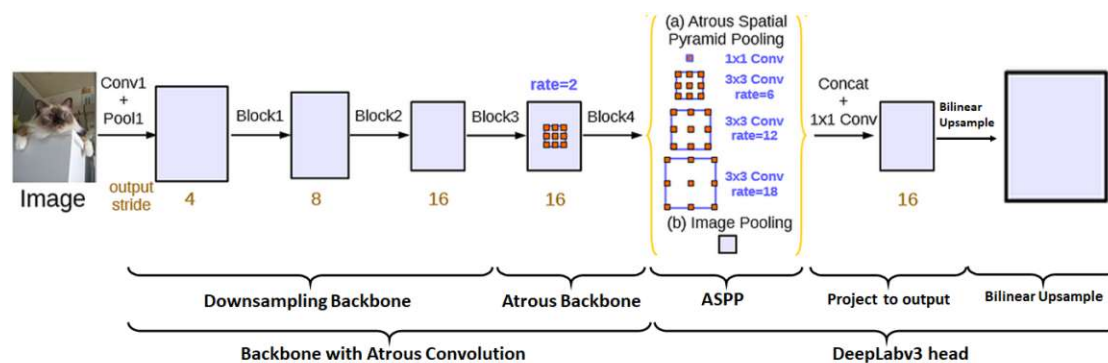 (a) Atrous Spatial
Pyramid Pooling
1x1 Conv
3x3 Conv
rate=6
3x3 Conv
rate=12
3x3 Conv
rate=18
(b) Image Pooling
Conv1
+
Pool1
Block1
Block2
Block3
rate=2
Block4
Concat
+
1x1 Conv
Bilinear
Upsample
Image
output
stride
4
8
16
16
16
Downsampling Backbone
Atrous Backbone
ASPP
Project to output
Bilinear Upsample
Backbone with Atrous Convolution
DeepLabv3 head